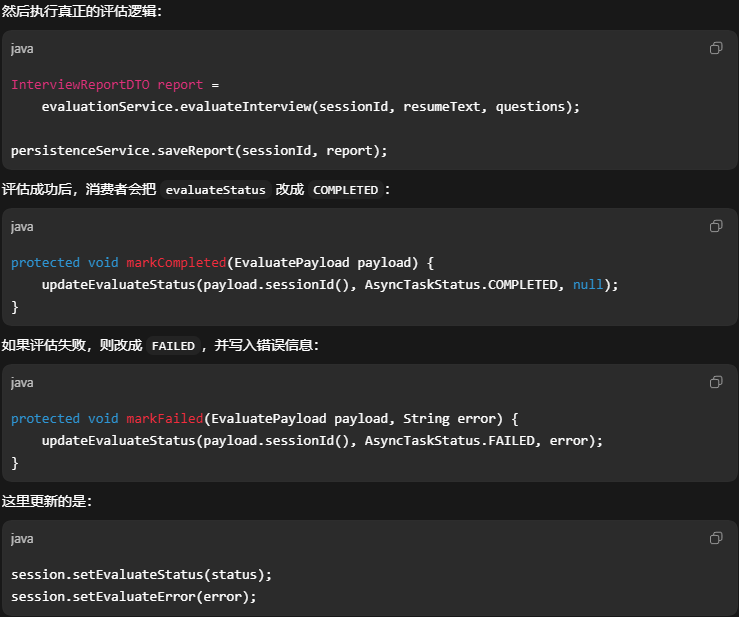 然后执行真正的评估逻辑：
java
InterviewReportDTO report =
    evaluationService.evaluateInterview(sessionId, resumeText, questions);

persistenceService.saveReport(sessionId, report);
评估成功后，消费者会把 evaluateStatus 改成 COMPLETED：
java
protected void markCompleted(EvaluatePayload payload) {
    updateEvaluateStatus(payload.sessionId(), AsyncTaskStatus.COMPLETED, null);
}
如果评估失败，则改成 FAILED，并写入错误信息：
java
protected void markFailed(EvaluatePayload payload, String error) {
    updateEvaluateStatus(payload.sessionId(), AsyncTaskStatus.FAILED, error);
}
这里更新的是：
java
session.setEvaluateStatus(status);
session.setEvaluateError(error);